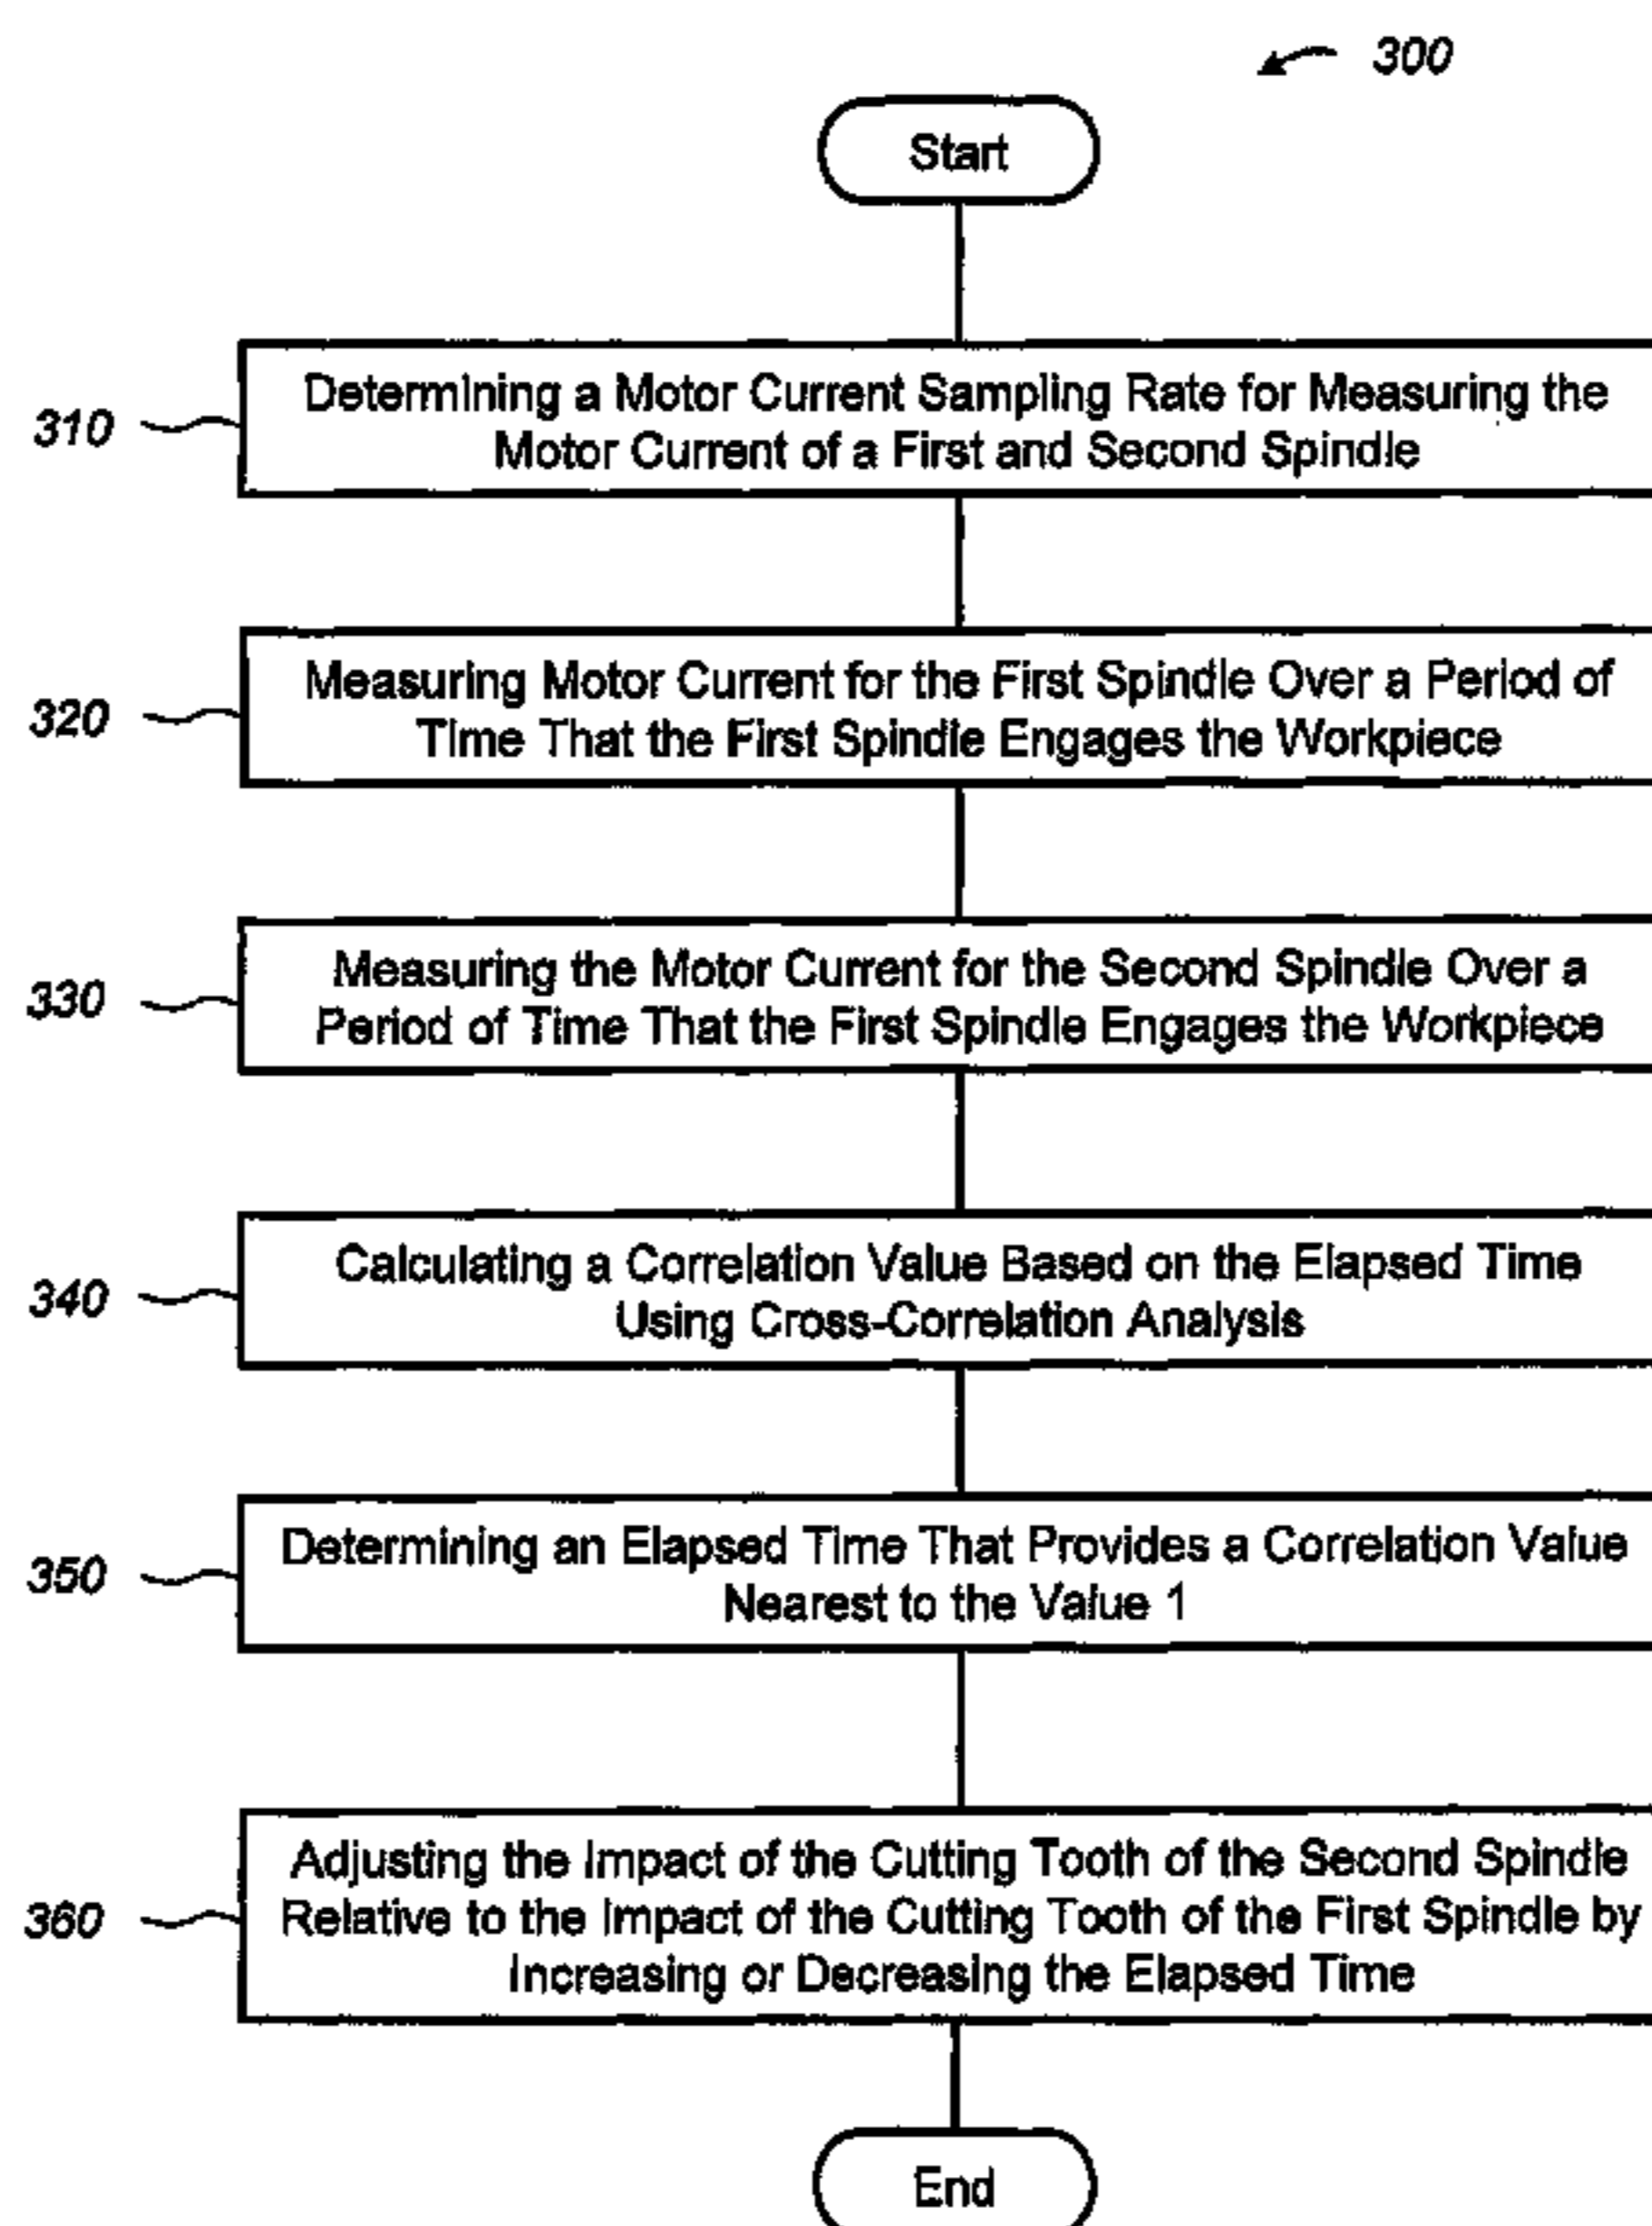 300
Start
310
Determining a Motor Current Sampling Rate for Measuring the
Motor Current of a First and Second Spindle
320
Measuring Motor Current for the First Spindle Over a Period of
Time That the First Spindle Engages the Workpiece
330
Measuring the Motor Current for the Second Spindle Over a
Period of Time That the First Spindle Engages the Workpiece
340
Calculating a Correlation Value Based on the Elapsed Time
Using Cross-Correlation Analysis
350
Determining an Elapsed Time That Provides a Correlation Value
Nearest to the Value 1
360
Adjusting the Impact of the Cutting Tooth of the Second Spindle
Relative to the Impact of the Cutting Tooth of the First Spindle by
Increasing or Decreasing the Elapsed Time
End